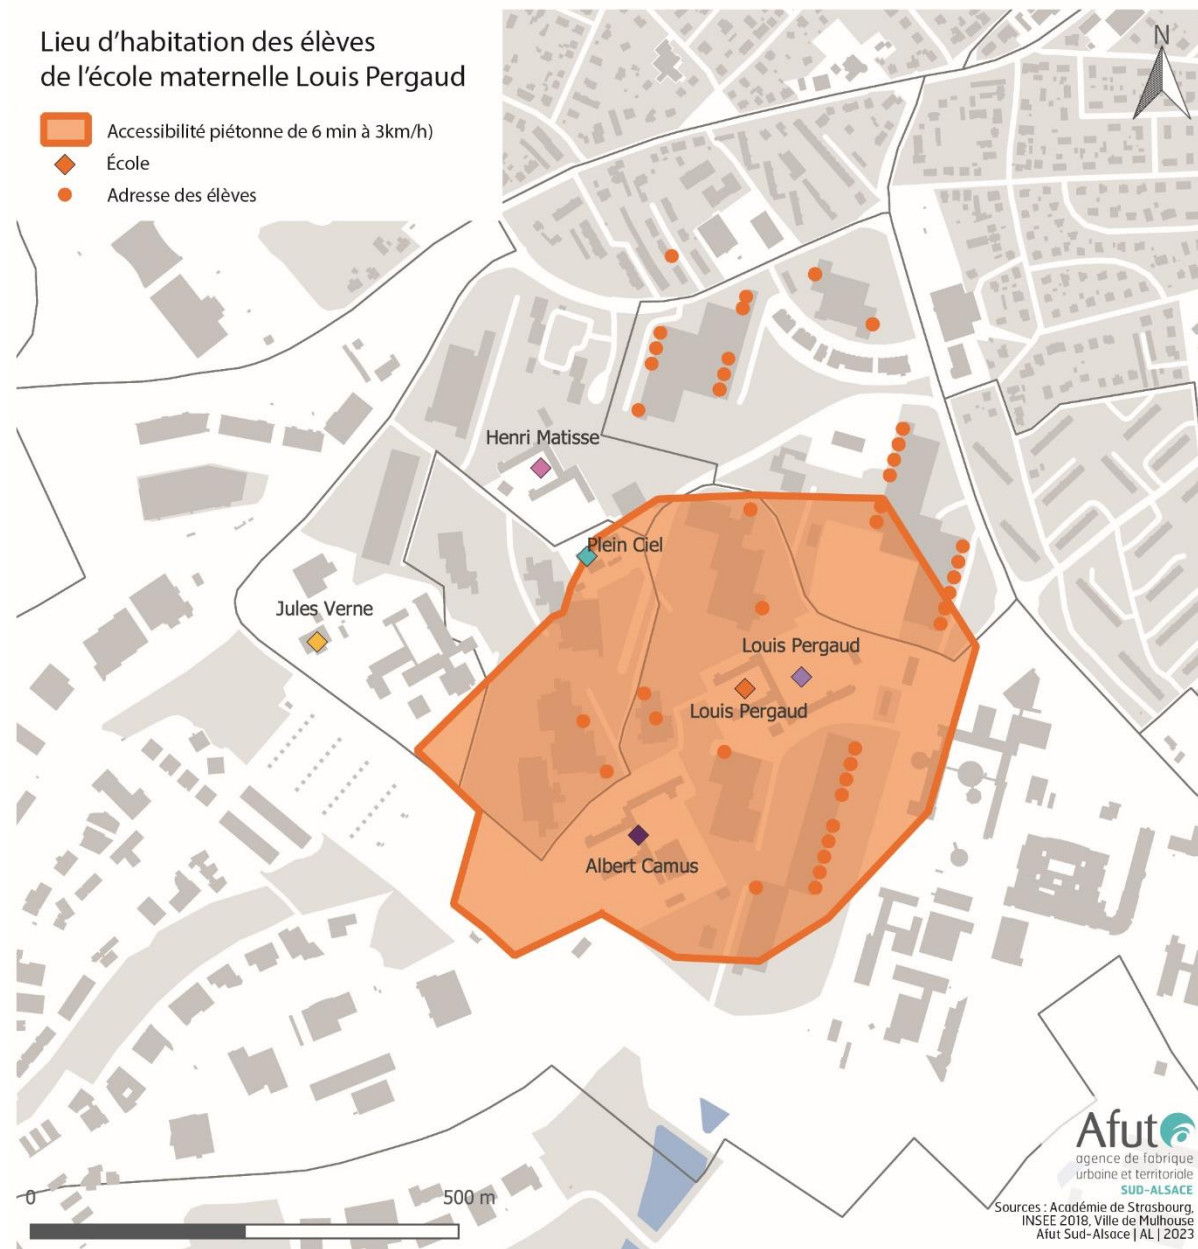 Lieu d'habitation des élèves
de l'école maternelle Louis Pergaud
Accessibilité piétonne de 6 min à 3km/h)
École
Adresse des élèves
N
Henri Matisse
Plein Ciel
Jules Verne
Louis Pergaud
Louis Pergaud
Albert Camus
0
500 m
Afut
agence de fabrique
urbaine et territoriale
SUD-ALSACE
Sources : Académie de Strasbourg,
INSEE 2018, Ville de Mulhouse
Afut Sud-Alsace | AL | 2023